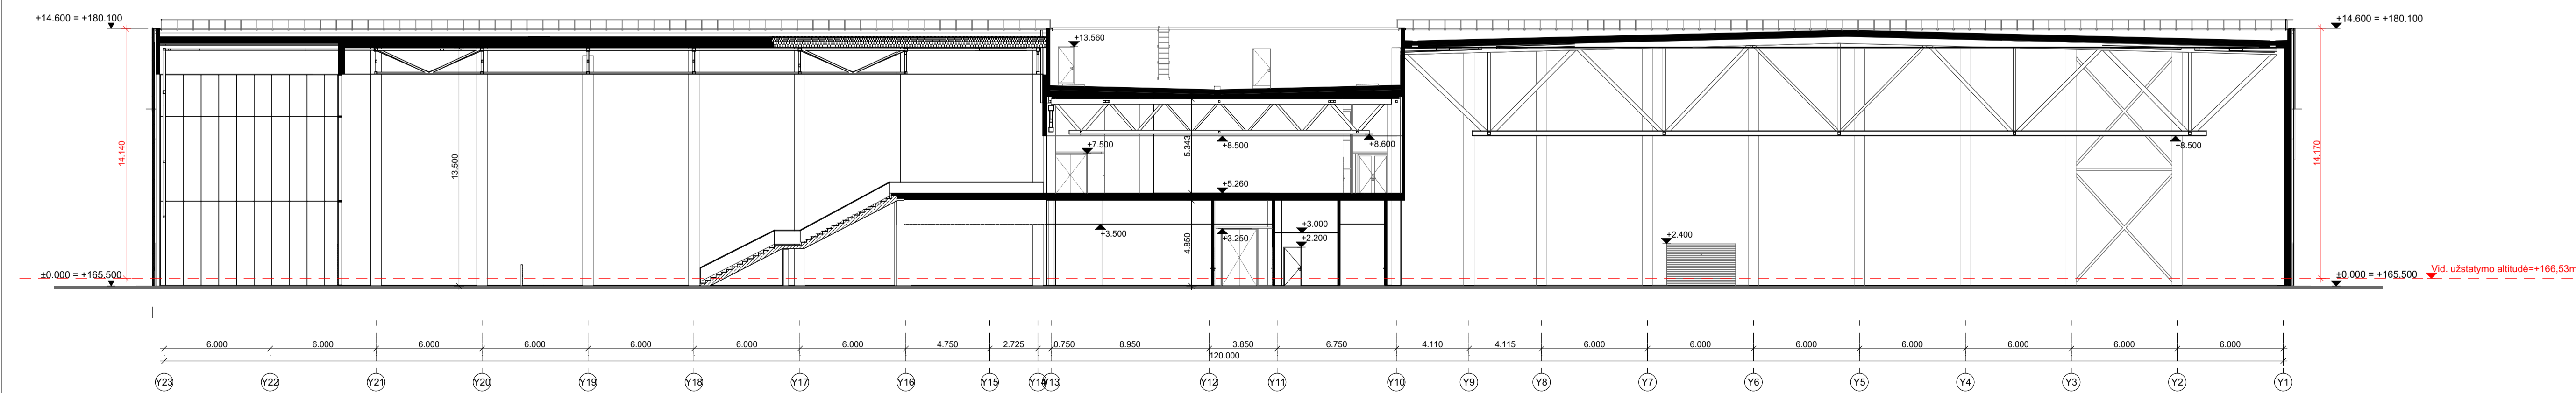 +14.600 = +180.100
+14.600 = +180.100
+13.560
14.140
13.500
+7.500
5.343
+8.500
+8.600
+8.500
14.170
+5.260
+3.500
4.850
+3.250
+3.000
+2.200
+2.400
±0.000 = +165.500
±0.000 = +165.500
Vid. užstatymo altitudė=+166,53m
6.000 6.000 6.000 6.000 6.000 6.000 6.000 4.750 2.725 0.750 8.950 3.850 6.750 4.110 4.115 6.000 6.000 6.000 6.000 6.000 6.000 6.000
120.000
Y23 Y22 Y21 Y20 Y19 Y18 Y17 Y16 Y15 Y14 Y13 Y12 Y11 Y10 Y9 Y8 Y7 Y6 Y5 Y4 Y3 Y2 Y1